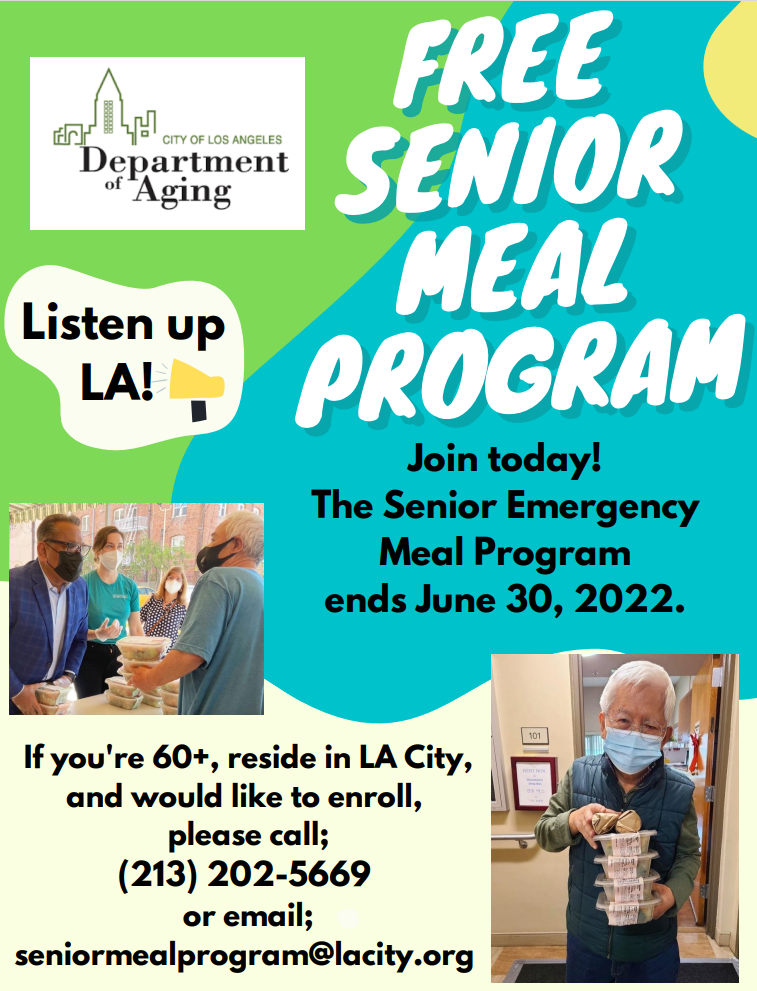 CITY OF LOS ANGELES
Department
of Aging
FREE
SENIOR
MEAL
PROGRAM
Listen up
LA!
Join today!
The Senior Emergency
Meal Program
ends June 30, 2022.
101
If you're 60+, reside in LA City,
and would like to enroll,
please call;
(213) 202-5669
or email;
seniormealprogram@lacity.org